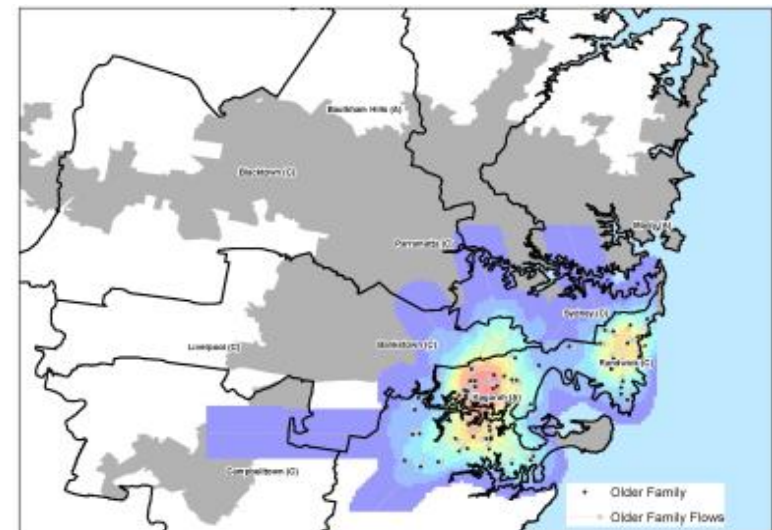 Baulkham Hills (A)
Blacktown (C)
Parramatta (C)
Manly (A)
Sydney (C)
Liverpool (C)
Bankstown (C)
Randwick (C)
Kogarah (A)
Campbelltown (C)
Older Family
Older Family Flows